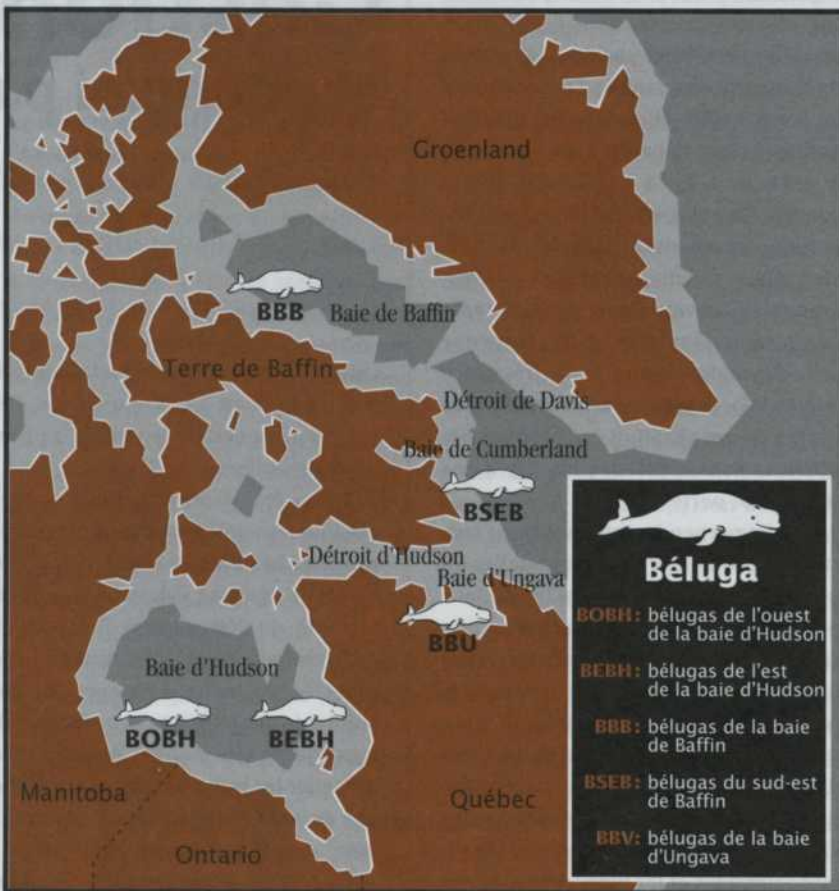 Groenland
BBB
Baie de Baffin
Terre de Baffin
Détroit de Davis
Baie de Cumberland
BSEB
Détroit d'Hudson
Baie d'Ungava
BBU
Baie d'Hudson
BOBH
BEBH
Manitoba
Québec
Ontario
Béluga
BOBH: bélugas de l'ouest
de la baie d'Hudson
BEBH: bélugas de l'est
de la baie d'Hudson
BBB: bélugas de la baie
de Baffin
BSEB: bélugas du sud-est
de Baffin
BBV: bélugas de la baie
d'Ungava